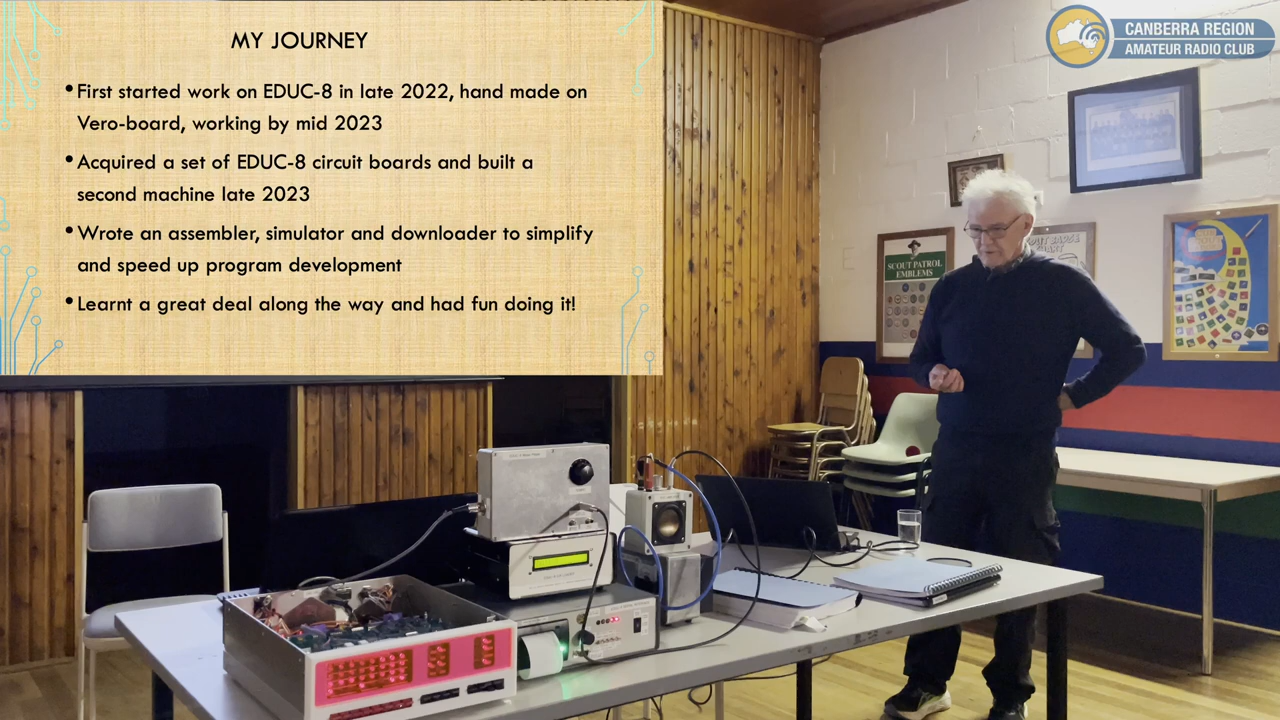 MY JOURNEY
•First started work on EDUC-8 in late 2022, hand made on
Vero-board, working by mid 2023
•Acquired a set of EDUC-8 circuit boards and built a
second machine late 2023
•Wrote an assembler, simulator and downloader to simplify
and speed up program development
•Learnt a great deal along the way and had fun doing it!
CANBERRA REGION
AMATEUR RADIO CLUB
SCOUT PATROL
EMBLEMS